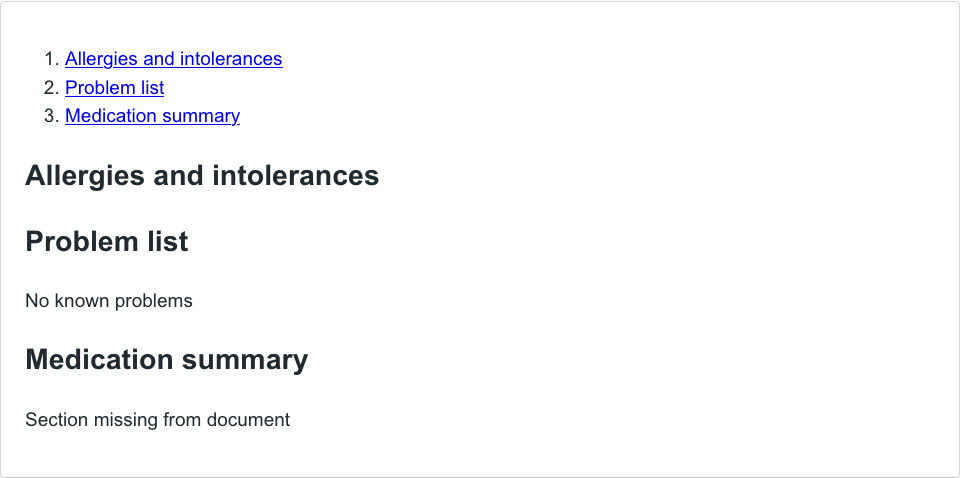 1. Allergies and intolerances
2. Problem list
3. Medication summary
Allergies and intolerances
Problem list
No known problems
Medication summary
Section missing from document